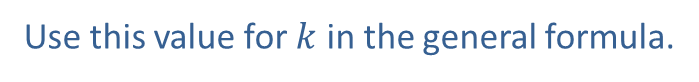 Use this value for k in the general formula.